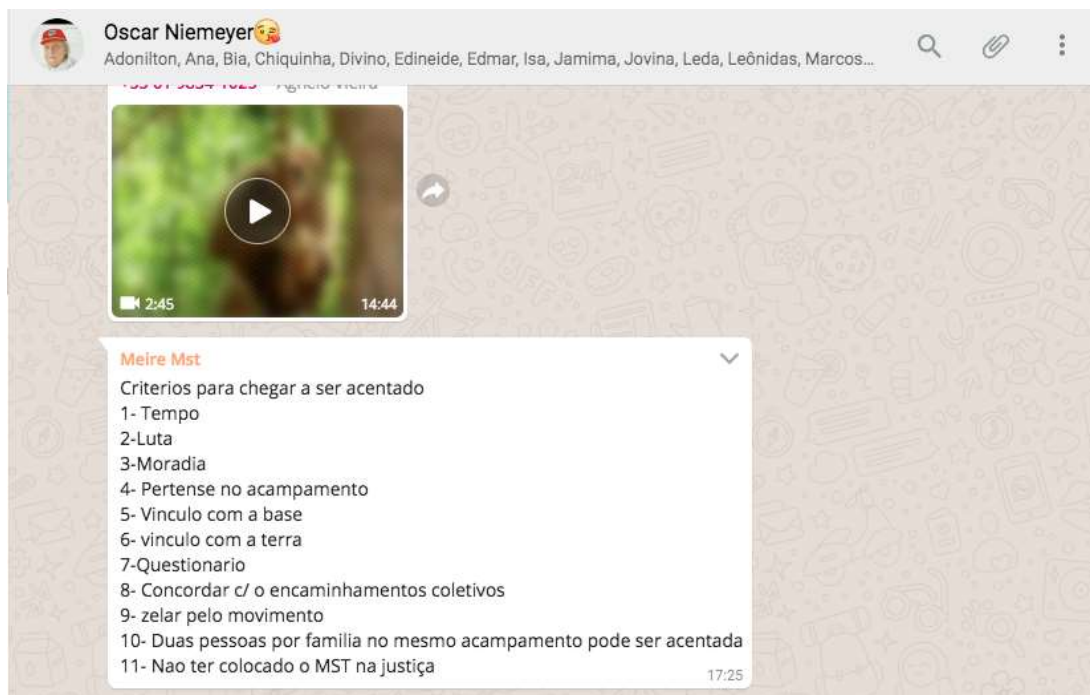 Oscar Niemeyer😘
Adonilton, Ana, Bia, Chiquinha, Divino, Edineide, Edmar, Isa, Jamima, Jovina, Leda, Leônidas, Marcos...
2:45
14:44
Meire Mst
Criterios para chegar a ser acentado
1- Tempo
2-Luta
3-Moradia
4- Pertense no acampamento
5- Vinculo com a base
6- vinculo com a terra
7-Questionario
8- Concordar c/ o encaminhamentos coletivos
9- zelar pelo movimento
10- Duas pessoas por familia no mesmo acampamento pode ser acentada
11- Nao ter colocado o MST na justiça
17:25